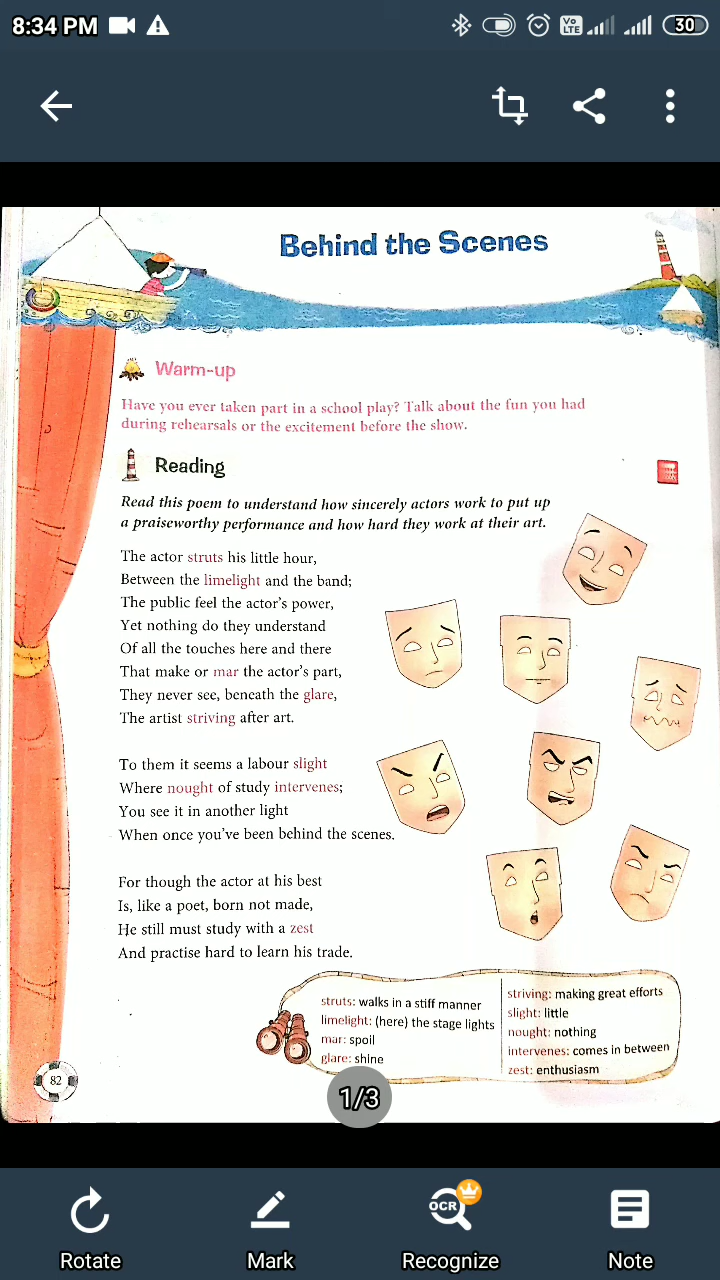 8:34 PM
Vo LTE
30
Behind the Scenes
Warm-up
Have you ever taken part in a school play? Talk about the fun you had
during rehearsals or the excitement before the show.
Reading
Read this poem to understand how sincerely actors work to put up
a praiseworthy performance and how hard they work at their art.
The actor struts his little hour,
Between the limelight and the band;
The public feel the actor's power,
Yet nothing do they understand
Of all the touches here and there
That make or mar the actor's part,
They never see, beneath the glare,
The artist striving after art.
To them it seems a labour slight
Where nought of study intervenes;
You see it in another light
When once you've been behind the scenes.
For though the actor at his best
Is, like a poet, born not made,
He still must study with a zest
And practise hard to learn his trade.
struts: walks in a stiff manner
limelight: (here) the stage lights
mar: spoil
glare: shine
striving: making great efforts
slight: little
nought: nothing
intervenes: comes in between
zest: enthusiasm
82
1/3
OCR
Rotate
Mark
Recognize
Note